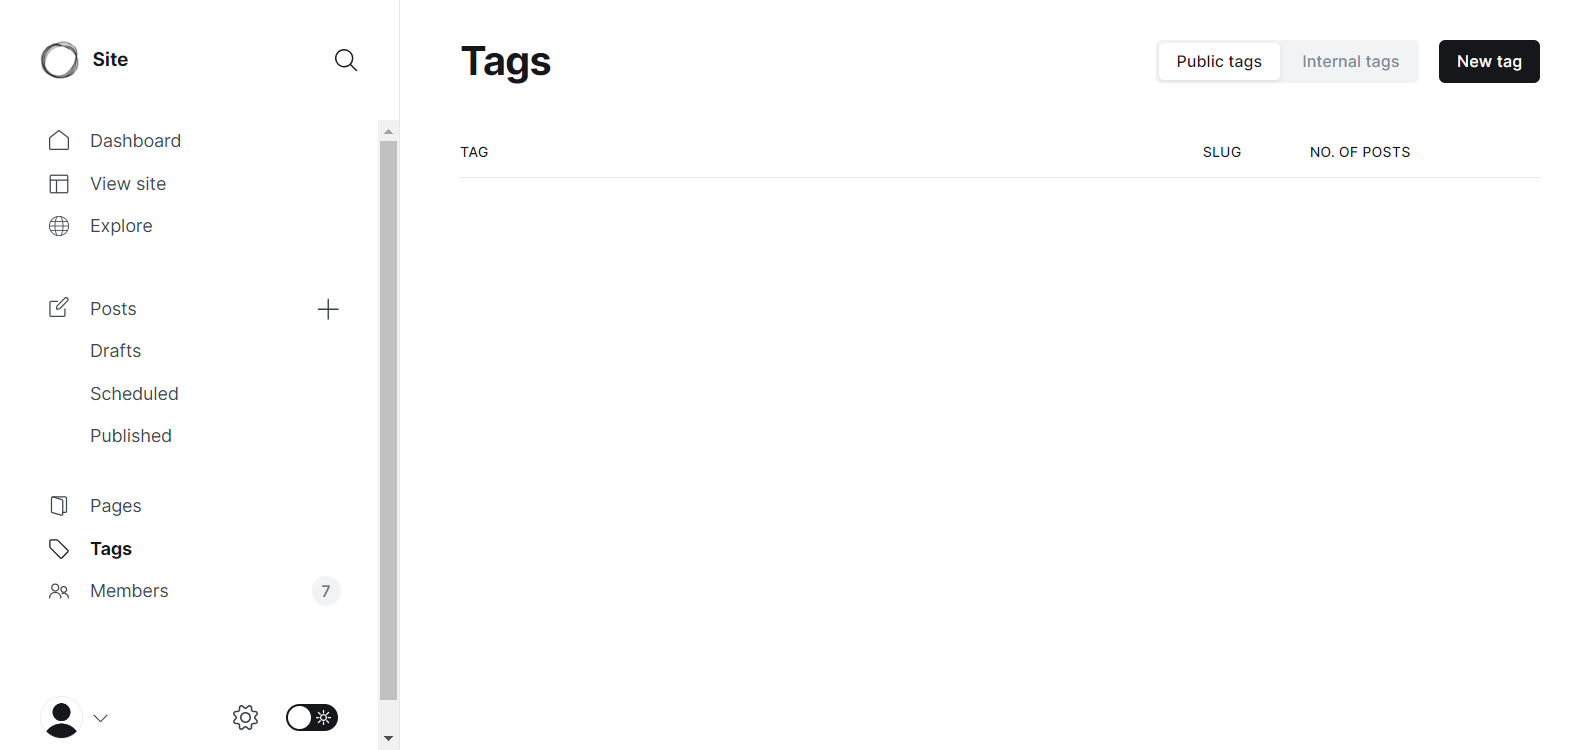 Site
Dashboard
View site
Explore
Posts
Drafts
Scheduled
Published
Pages
Tags
Members 7
Tags
Public tags Internal tags New tag
TAG SLUG NO. OF POSTS